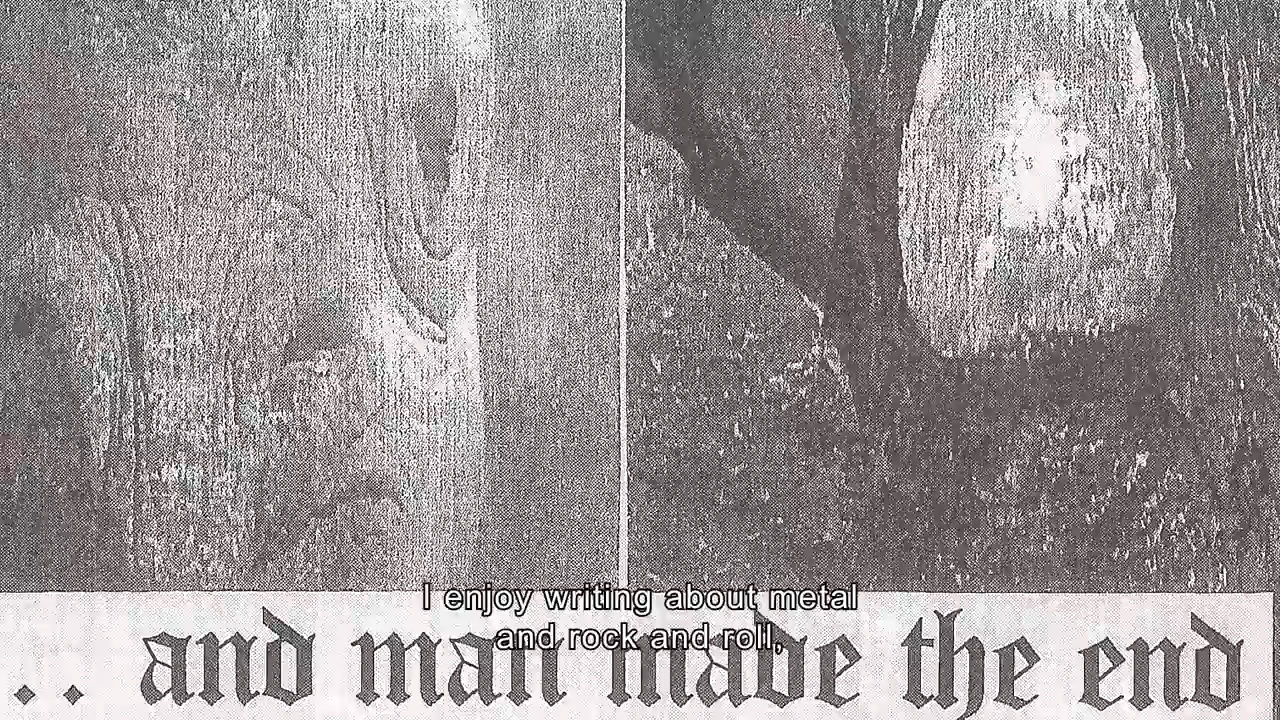 I enjoy writing about metal
and rock and roll,
.. and man made the end